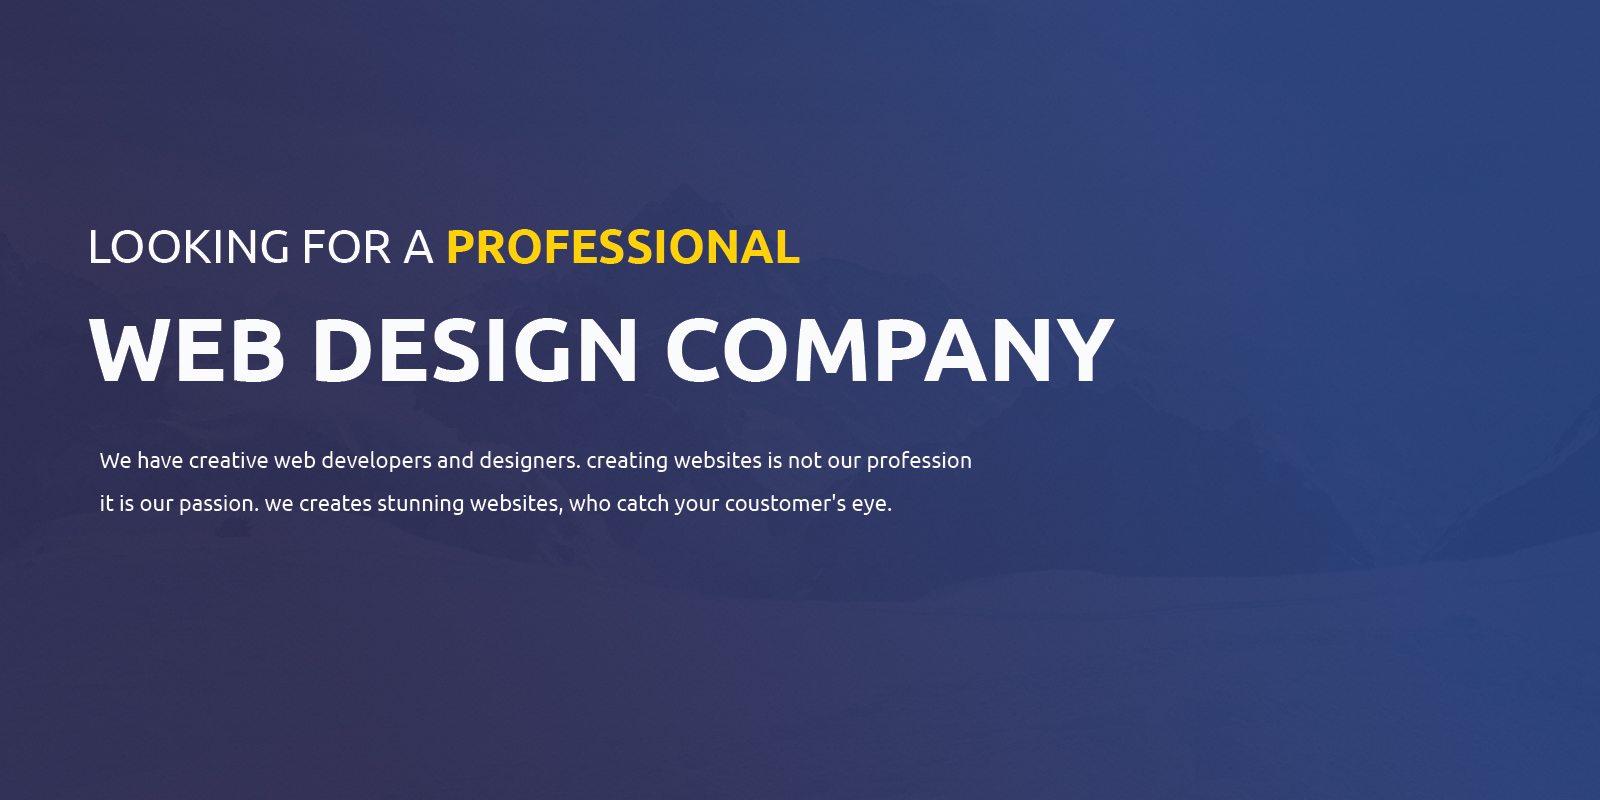 LOOKING FOR A PROFESSIONAL
WEB DESIGN COMPANY
We have creative web developers and designers. creating websites is not our profession
it is our passion. we creates stunning websites, who catch your coustomer's eye.